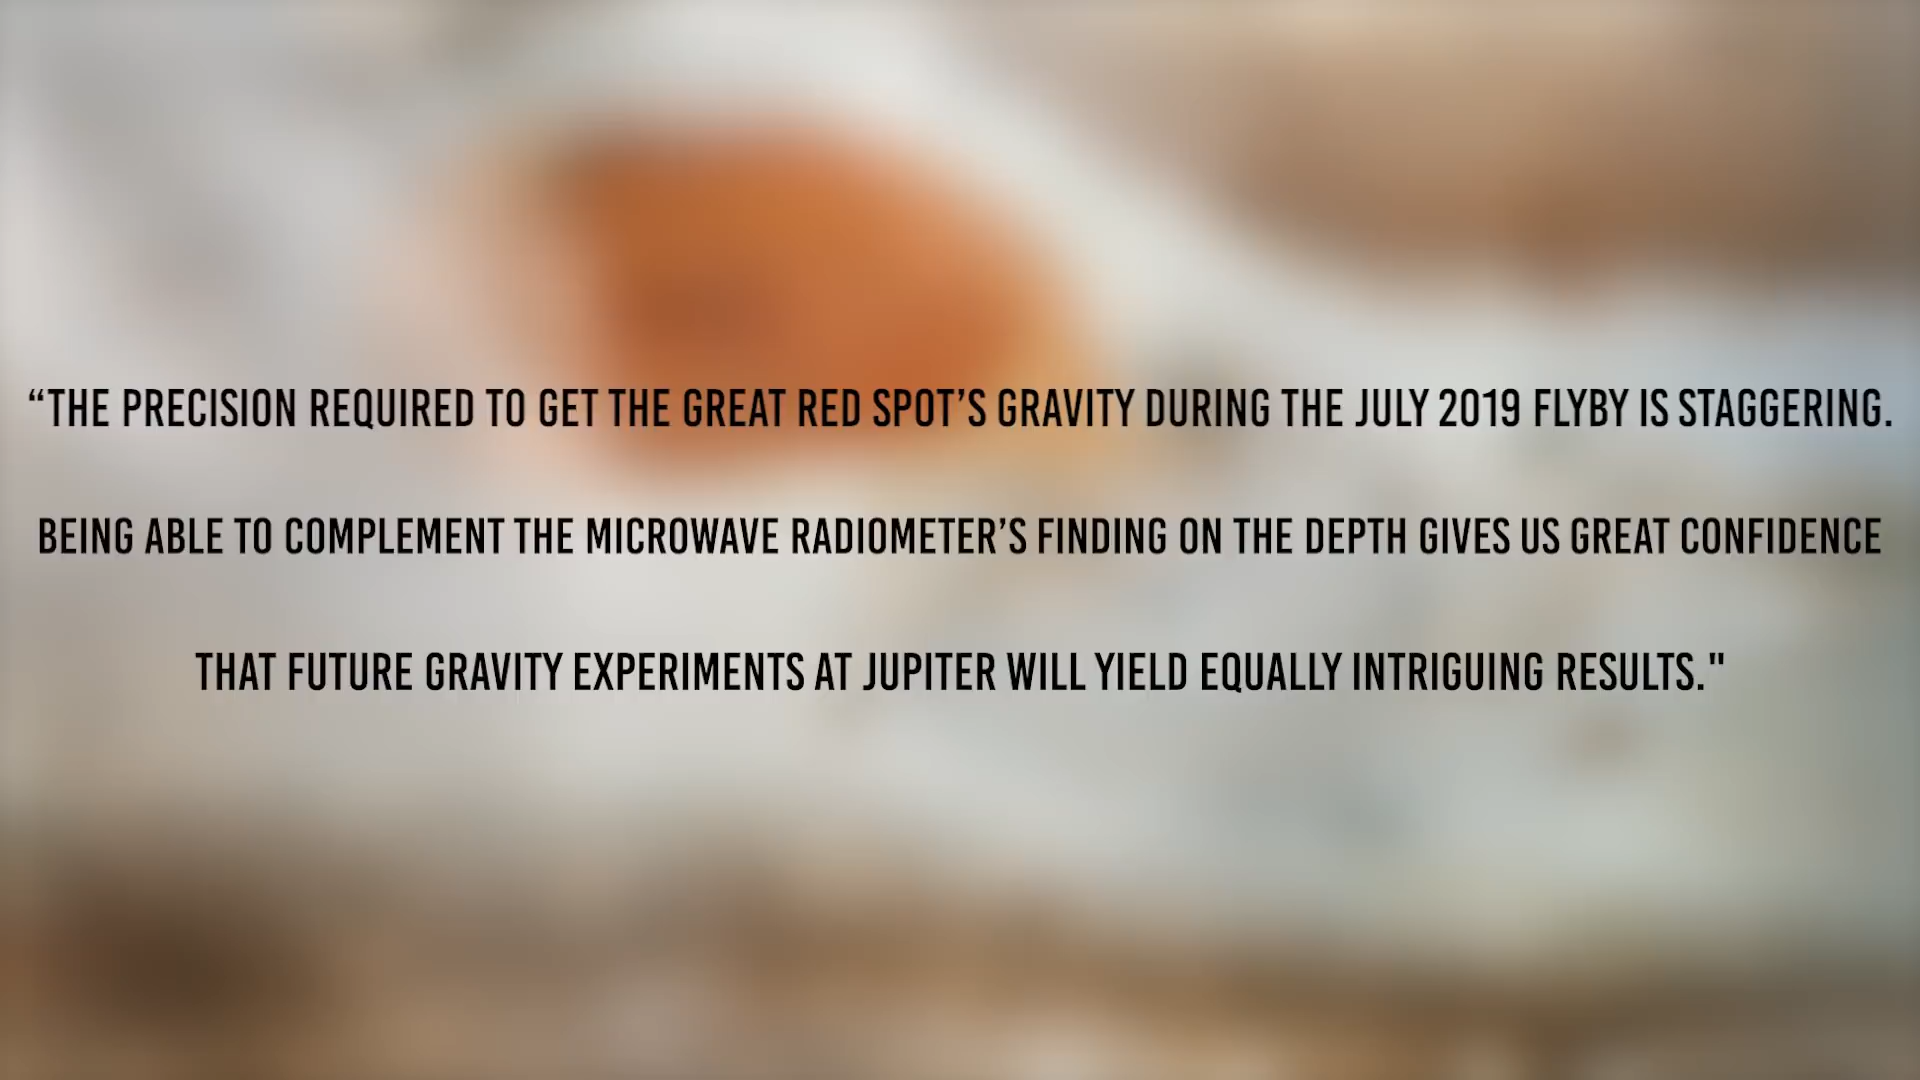 “THE PRECISION REQUIRED TO GET THE GREAT RED SPOT’S GRAVITY DURING THE JULY 2019 FLYBY IS STAGGERING.
BEING ABLE TO COMPLEMENT THE MICROWAVE RADIOMETER’S FINDING ON THE DEPTH GIVES US GREAT CONFIDENCE
THAT FUTURE GRAVITY EXPERIMENTS AT JUPITER WILL YIELD EQUALLY INTRIGUING RESULTS."